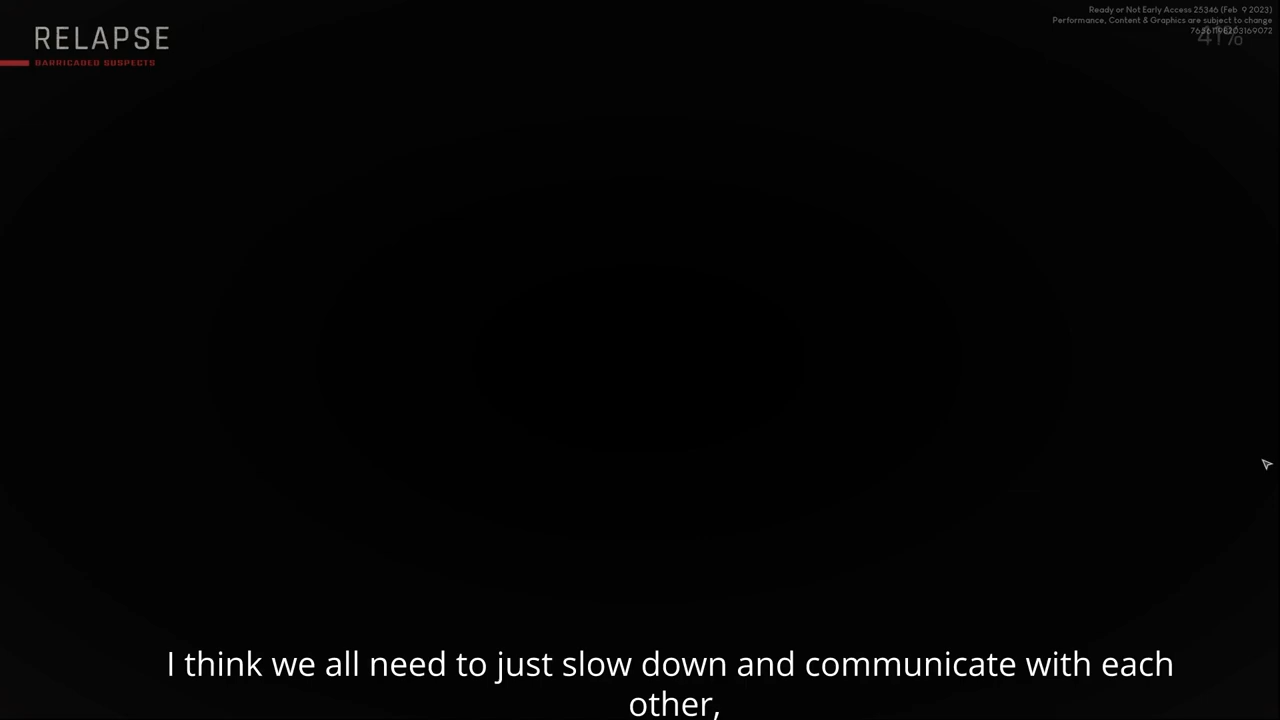 RELAPSE
BARRICADED SUSPECTS
Ready or Not Early Access 25346 (Feb 9 2023)
Performance, Content & Graphics are subject to change
41%
I think we all need to just slow down and communicate with each
other,